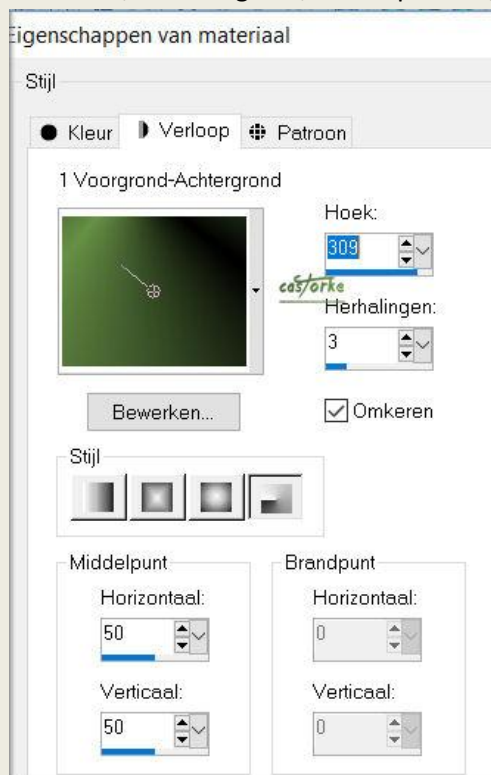 Eigenschappen van materiaal
Stijl
Kleur Verloop Patroon
1 Voorgrond-Achtergrond
Hoek:
309
castorke
Herhalingen:
3
Bewerken...
Omkeren
Stijl
Middelpunt
Horizontaal:
50
Verticaal:
50
Brandpunt
Horizontaal:
0
Verticaal:
0